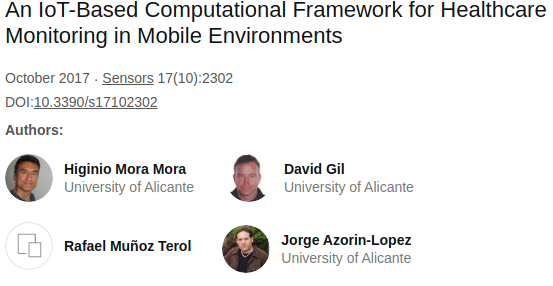 An IoT-Based Computational Framework for Healthcare
Monitoring in Mobile Environments
October 2017 · Sensors 17(10):2302
DOI:10.3390/s17102302
Authors:
Higinio Mora Mora
University of Alicante
David Gil
University of Alicante
Rafael Muñoz Terol
Jorge Azorin-Lopez
University of Alicante